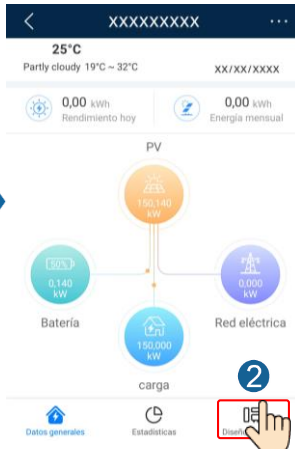 XXXXXXXXX
25°C
Partly cloudy 19°C ~ 32°C
XX/XX/XXXX
0,00 kWh
Rendimiento hoy
0,00 kWh
Energía mensual
PV
150,140
kW
50%
0,140
kW
0,000
kW
Batería
Red eléctrica
150,000
kW
carga
2
Datos generales
Estadísticas
Diseño